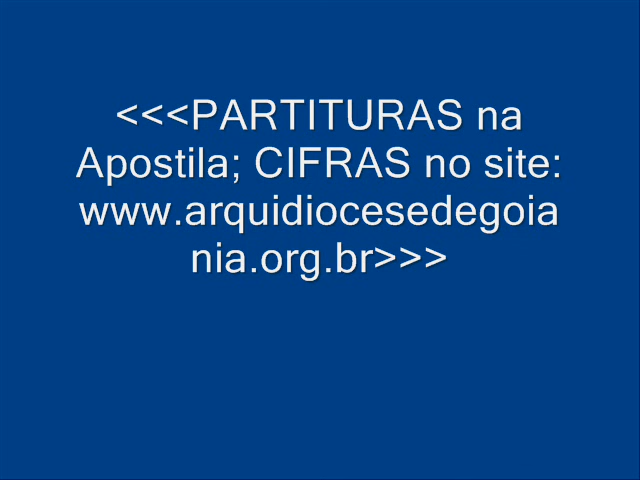 <<<PARTITURAS na
Apostila; CIFRAS no site:
www.arquidiocesedegoia
nia.org.br>>>